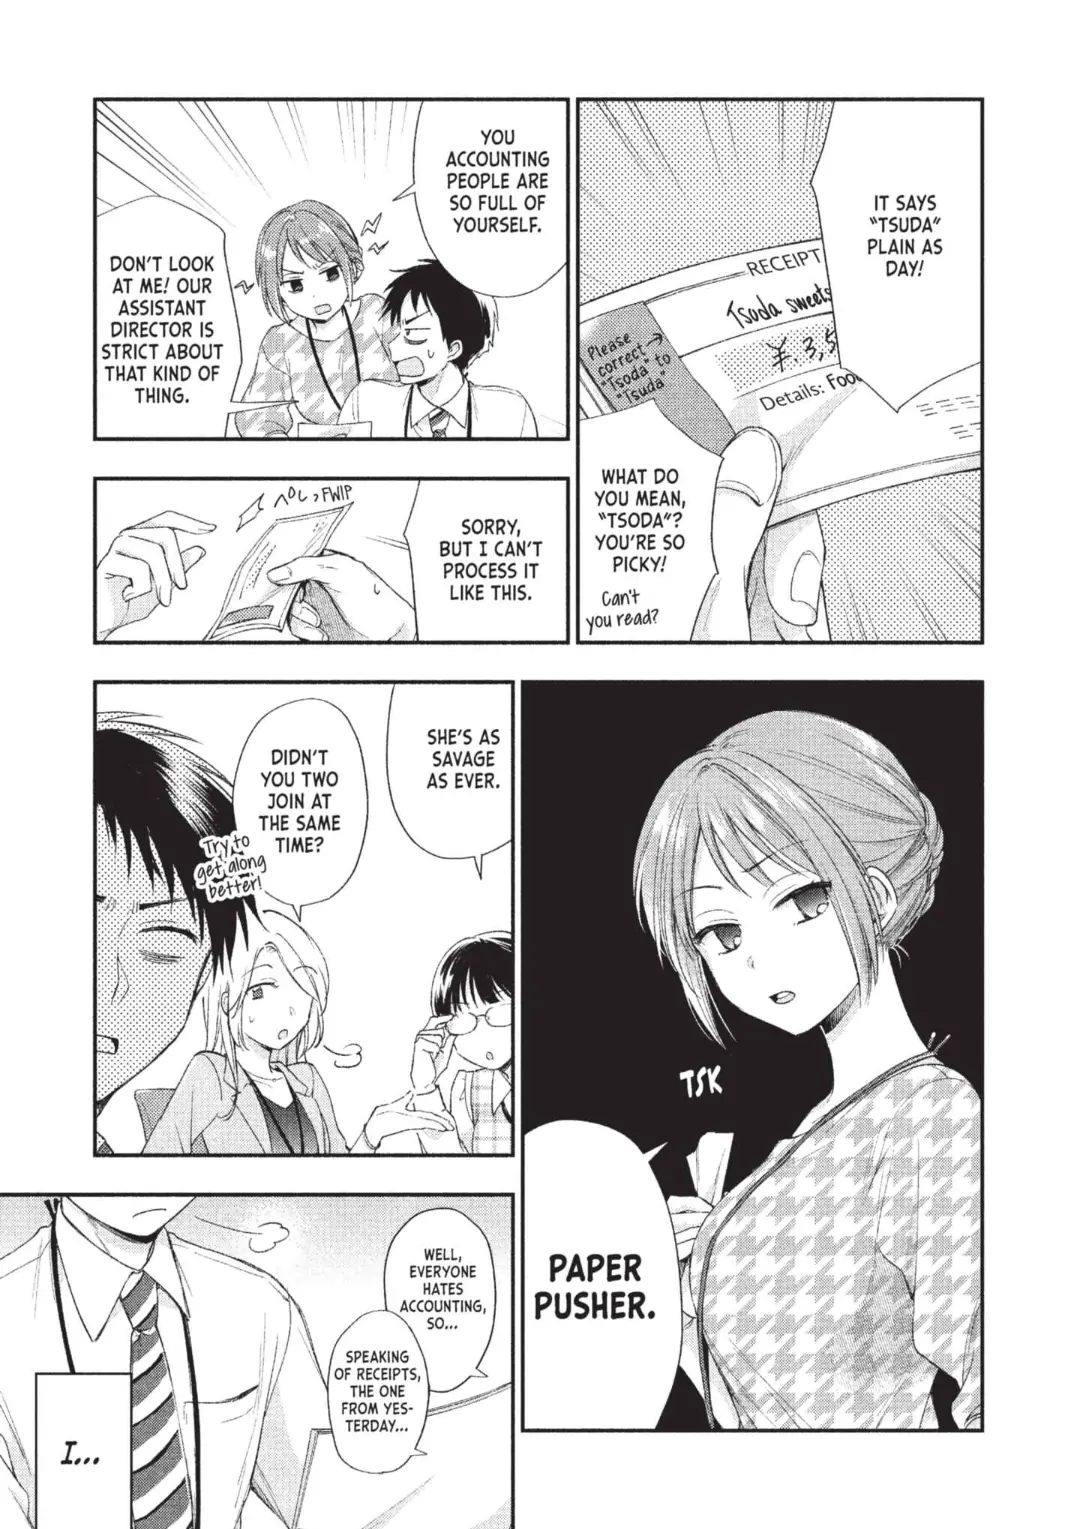 IT SAYS
"TSUDA"
PLAIN AS
DAY!
RECEIPT
Tsoda sweets
¥.3,5
Details: Foo
Please
correct →
"Tsoda" to
"Tsuda"
WHAT DO
YOU MEAN,
"TSODA"?
YOU'RE SO
PICKY!
Can't
you read?
YOU
ACCOUNTING
PEOPLE ARE
SO FULL OF
YOURSELF.
DON'T LOOK
AT ME! OUR
ASSISTANT
DIRECTOR IS
STRICT ABOUT
THAT KIND OF
THING.
SORRY,
BUT I CAN'T
PROCESS IT
LIKE THIS.
ペしっ FWIP
TSK
PAPER
PUSHER.
SHE'S AS
SAVAGE
AS EVER.
DIDN'T
YOU TWO
JOIN AT
THE SAME
TIME?
Try to
get along
better!
WELL,
EVERYONE
HATES
ACCOUNTING,
SO...
SPEAKING
OF RECEIPTS,
THE ONE
FROM YES-
TERDAY...
I...